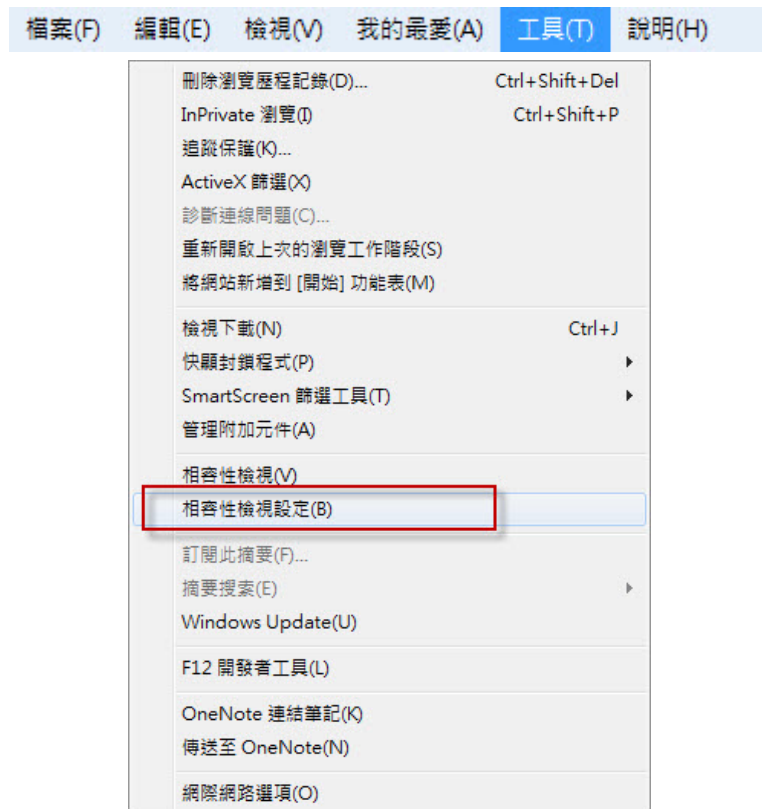 檔案(F) 編輯(E) 檢視(V) 我的最愛(A) 工具(T) 說明(H)
刪除瀏覽歷程記錄(D)... Ctrl+Shift+Del
InPrivate 瀏覽(I) Ctrl+Shift+P
追蹤保護(K)...
ActiveX 篩選(X)
診斷連線問題(C)...
重新開啟上次的瀏覽工作階段(S)
將網站新增到 [開始] 功能表(M)
檢視下載(N) Ctrl+J
快顯封鎖程式(P)
SmartScreen 篩選工具(T)
管理附加元件(A)
相容性檢視(V)
相容性檢視設定(B)
訂閱此摘要(F)...
摘要搜索(E)
Windows Update(U)
F12 開發者工具(L)
OneNote 連結筆記(K)
傳送至 OneNote(N)
網際網路選項(O)